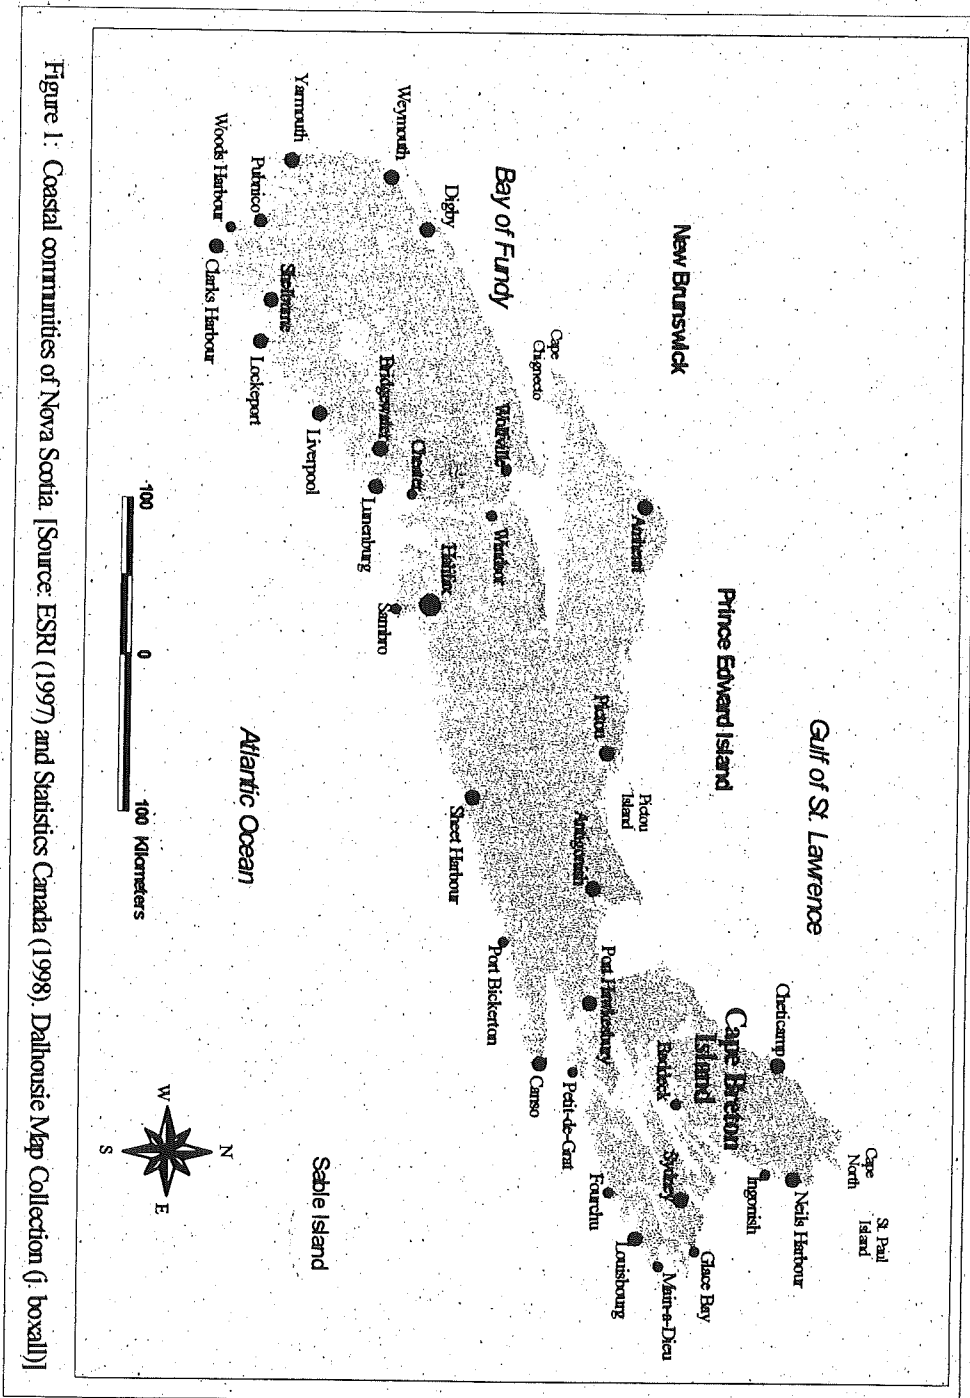 New Brunswick
Prince Edward Island
Gulf of St. Lawrence
Bay of Fundy
Atlantic Ocean
Sable Island
Cape Breton
Island
Cape
North
St. Paul
Island
Cape
Chignecto
Pictou
Island
Cheticamp
Neils Harbour
Ingonish
Baddeck
Sydney
Glace Bay
Main-a-Dieu
Louisbourg
Fourchu
Petit-de-Grat
Port Hawkesbury
Canso
Port Bickerton
Antigonish
Pictou
Sheet Harbour
Amherst
Wolfville
Windsor
Halifax
Sambro
Chester
Bridgewater
Lunenburg
Liverpool
Lockeport
Shelburne
Clarks Harbour
Woods Harbour
Pubnico
Yarmouth
Weymouth
Digby
100 0 100 Kilometers
N
W E
S
Figure 1: Coastal communities of Nova Scotia. [Source: ESRI (1997) and Statistics Canada (1998). Dalhousie Map Collection (j. boxall)]